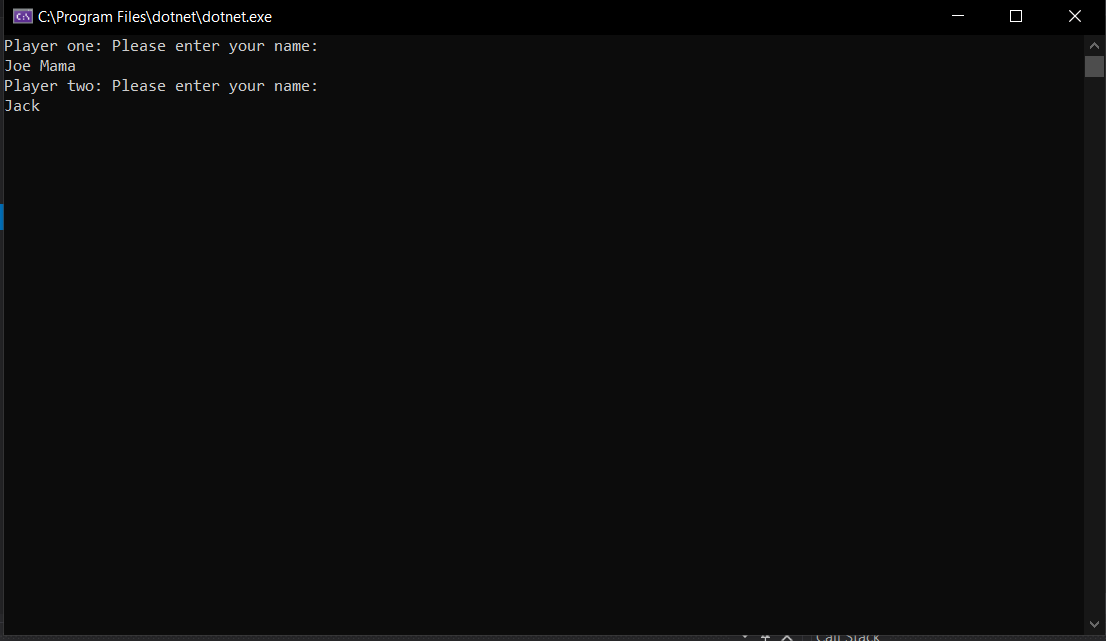 C:\Program Files\dotnet\dotnet.exe
Player one: Please enter your name:
Joe Mama
Player two: Please enter your name:
Jack
Call Stack